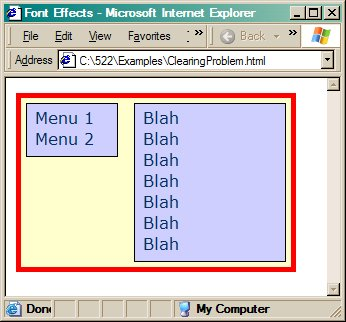 Font Effects - Microsoft Internet Explorer
File Edit View Favorites » Back »
Address C:\522\Examples\ClearingProblem.html
Menu 1
Menu 2
Blah
Blah
Blah
Blah
Blah
Blah
Blah
Done My Computer